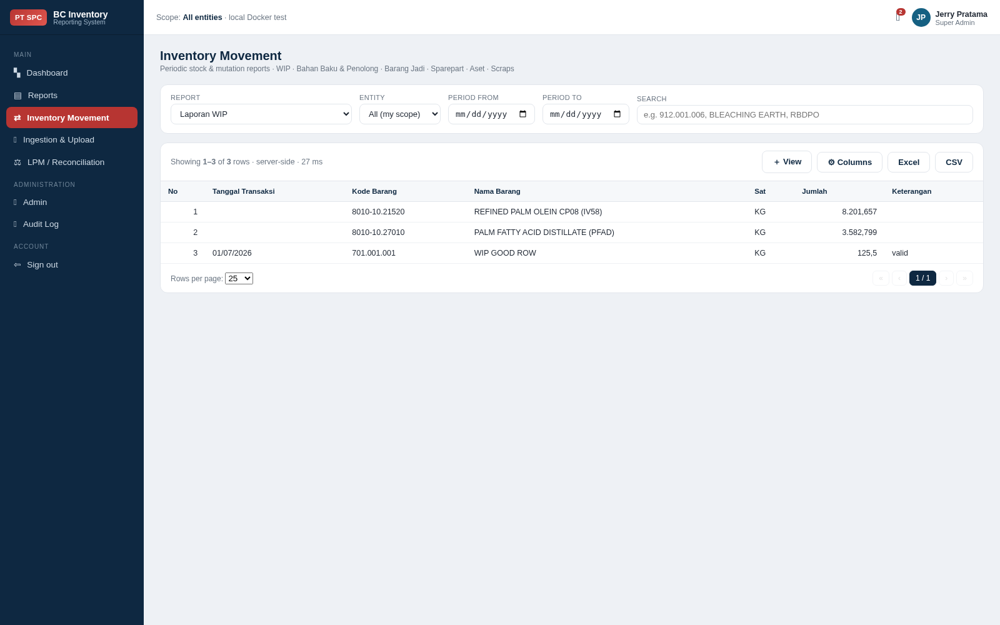 PT SPC
BC Inventory
Reporting System
MAIN
Dashboard
Reports
Inventory Movement
Ingestion & Upload
LPM / Reconciliation
ADMINISTRATION
Admin
Audit Log
ACCOUNT
Sign out
Scope: All entities · local Docker test
2
JP
Jerry Pratama
Super Admin
Inventory Movement
Periodic stock & mutation reports · WIP · Bahan Baku & Penolong · Barang Jadi · Sparepart · Aset · Scraps
REPORT ENTITY PERIOD FROM PERIOD TO SEARCH
Laporan WIP All (my scope) mm/dd/yyyy mm/dd/yyyy e.g. 912.001.006, BLEACHING EARTH, RBDPO
Showing 1–3 of 3 rows · server-side · 27 ms
+ View Columns Excel CSV
No Tanggal Transaksi Kode Barang Nama Barang Sat Jumlah Keterangan
1 8010-10.21520 REFINED PALM OLEIN CP08 (IV58) KG 8.201,657
2 8010-10.27010 PALM FATTY ACID DISTILLATE (PFAD) KG 3.582,799
3 01/07/2026 701.001.001 WIP GOOD ROW KG 125,5 valid
Rows per page: 25
« ‹ 1 / 1 › »